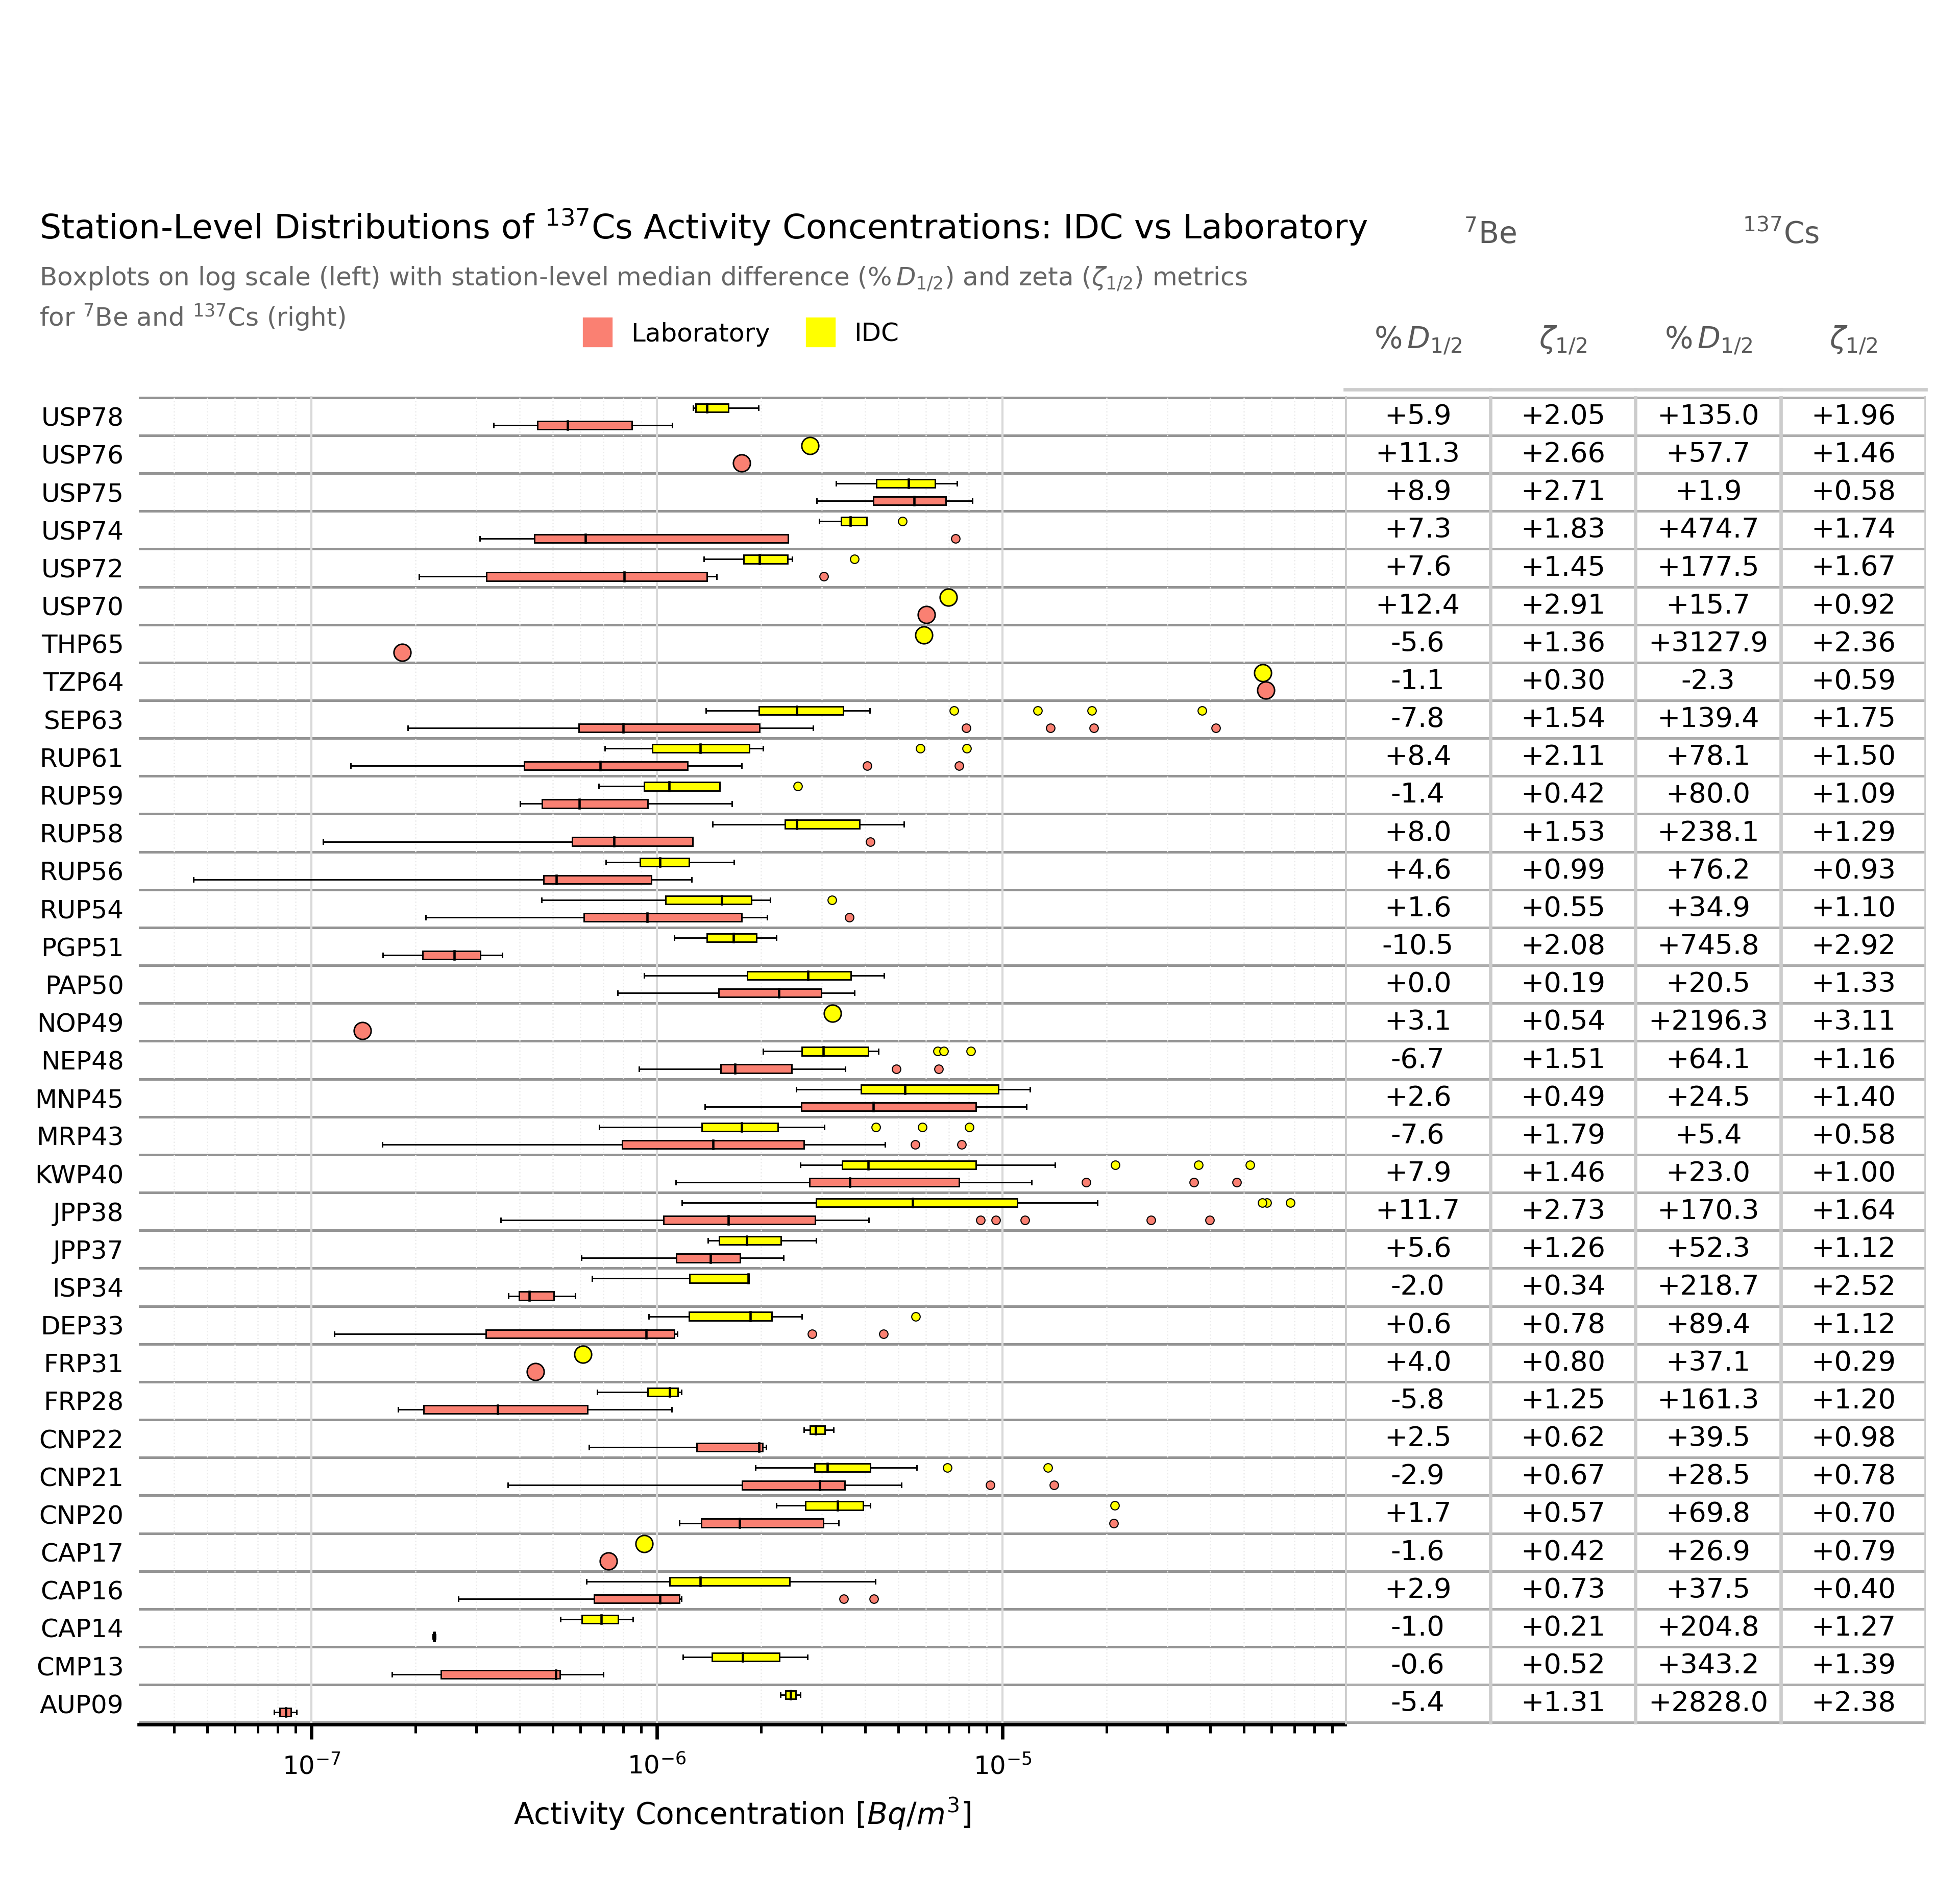 Station-Level Distributions of ¹³⁷Cs Activity Concentrations: IDC vs Laboratory
Boxplots on log scale (left) with station-level median difference (% D₁/₂) and zeta (ζ₁/₂) metrics
for ⁷Be and ¹³⁷Cs (right)
Laboratory IDC
⁷Be ¹³⁷Cs
% D₁/₂ ζ₁/₂ % D₁/₂ ζ₁/₂
USP78 +5.9 +2.05 +135.0 +1.96
USP76 +11.3 +2.66 +57.7 +1.46
USP75 +8.9 +2.71 +1.9 +0.58
USP74 +7.3 +1.83 +474.7 +1.74
USP72 +7.6 +1.45 +177.5 +1.67
USP70 +12.4 +2.91 +15.7 +0.92
THP65 -5.6 +1.36 +3127.9 +2.36
TZP64 -1.1 +0.30 -2.3 +0.59
SEP63 -7.8 +1.54 +139.4 +1.75
RUP61 +8.4 +2.11 +78.1 +1.50
RUP59 -1.4 +0.42 +80.0 +1.09
RUP58 +8.0 +1.53 +238.1 +1.29
RUP56 +4.6 +0.99 +76.2 +0.93
RUP54 +1.6 +0.55 +34.9 +1.10
PGP51 -10.5 +2.08 +745.8 +2.92
PAP50 +0.0 +0.19 +20.5 +1.33
NOP49 +3.1 +0.54 +2196.3 +3.11
NEP48 -6.7 +1.51 +64.1 +1.16
MNP45 +2.6 +0.49 +24.5 +1.40
MRP43 -7.6 +1.79 +5.4 +0.58
KWP40 +7.9 +1.46 +23.0 +1.00
JPP38 +11.7 +2.73 +170.3 +1.64
JPP37 +5.6 +1.26 +52.3 +1.12
ISP34 -2.0 +0.34 +218.7 +2.52
DEP33 +0.6 +0.78 +89.4 +1.12
FRP31 +4.0 +0.80 +37.1 +0.29
FRP28 -5.8 +1.25 +161.3 +1.20
CNP22 +2.5 +0.62 +39.5 +0.98
CNP21 -2.9 +0.67 +28.5 +0.78
CNP20 +1.7 +0.57 +69.8 +0.70
CAP17 -1.6 +0.42 +26.9 +0.79
CAP16 +2.9 +0.73 +37.5 +0.40
CAP14 -1.0 +0.21 +204.8 +1.27
CMP13 -0.6 +0.52 +343.2 +1.39
AUP09 -5.4 +1.31 +2828.0 +2.38
10⁻⁷ 10⁻⁶ 10⁻⁵
Activity Concentration [Bq/m³]